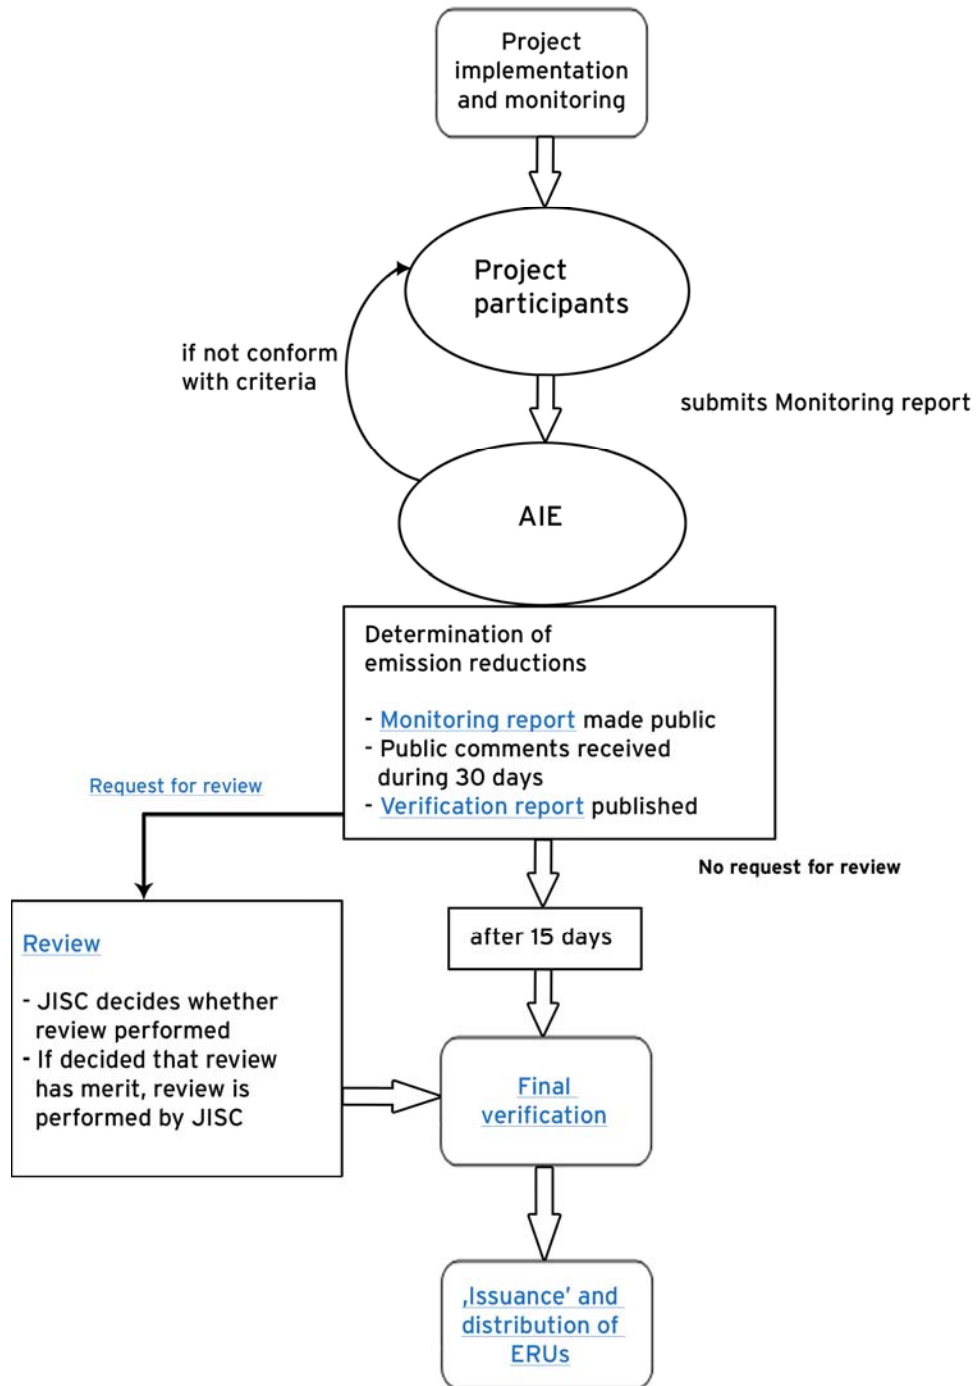 Project
implementation
and monitoring
Project
participants
if not conform
with criteria
submits Monitoring report
AIE
Determination of
emission reductions
- Monitoring report made public
- Public comments received
during 30 days
- Verification report published
Request for review
No request for review
after 15 days
Review
- JISC decides whether
review performed
- If decided that review
has merit, review is
performed by JISC
Final
verification
‚Issuance’ and
distribution of
ERUs